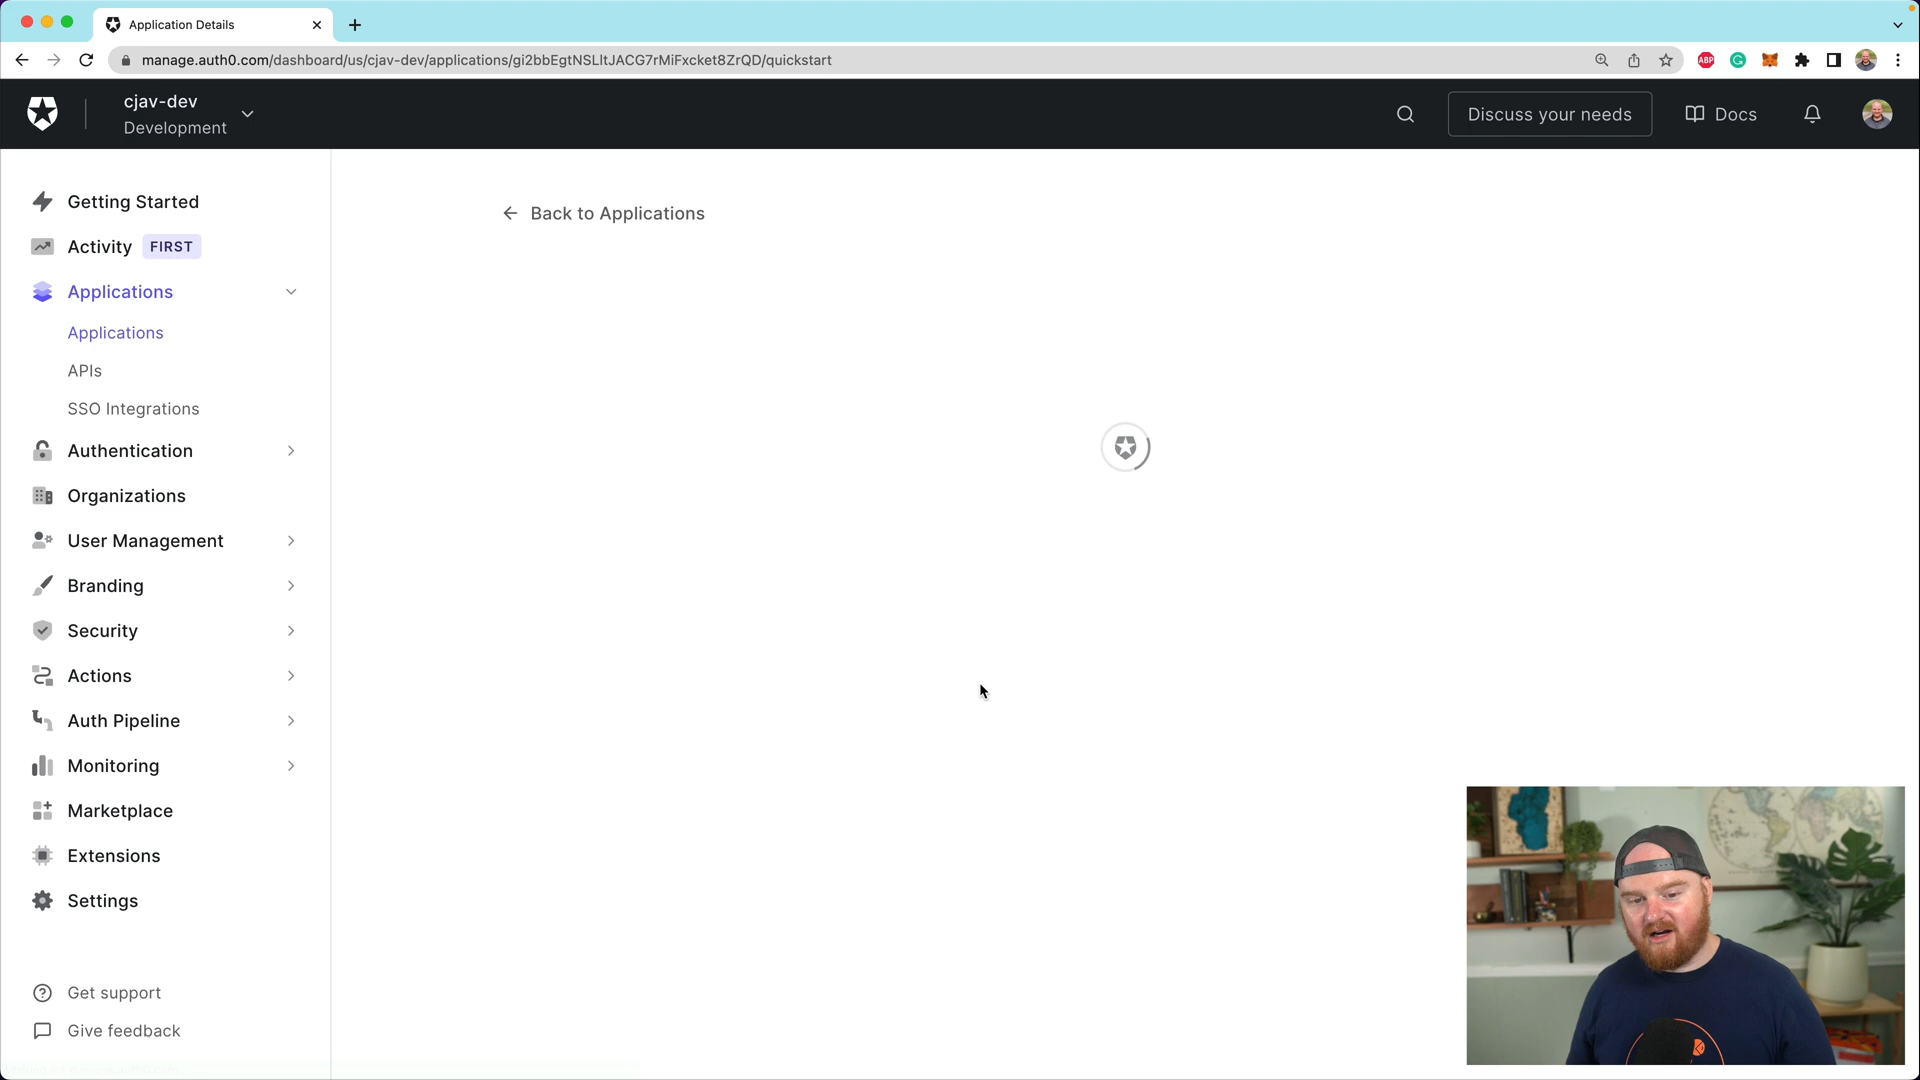 Application Details
manage.auth0.com/dashboard/us/cjav-dev/applications/gi2bbEgtNSLltJACG7rMiFxcket8ZrQD/quickstart
ABP
cjav-dev
Development
Discuss your needs
Docs
Getting Started
Activity FIRST
Applications
Applications
APIs
SSO Integrations
Authentication
Organizations
User Management
Branding
Security
Actions
Auth Pipeline
Monitoring
Marketplace
Extensions
Settings
Get support
Give feedback
Back to Applications